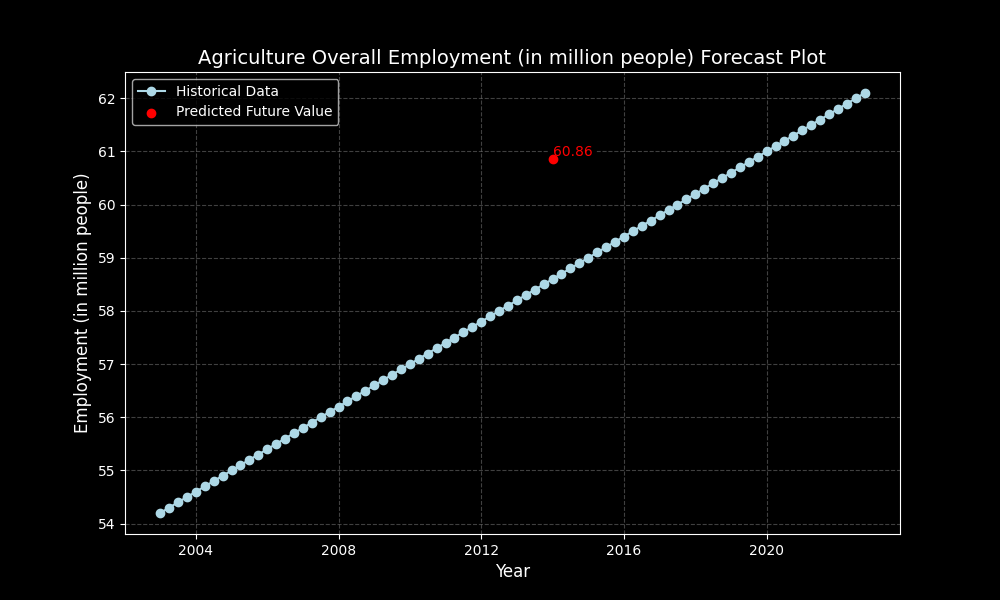 Agriculture Overall Employment (in million people) Forecast Plot
Historical Data
Predicted Future Value
60.86
62
61
60
59
58
57
56
55
54
Employment (in million people)
2004 2008 2012 2016 2020
Year